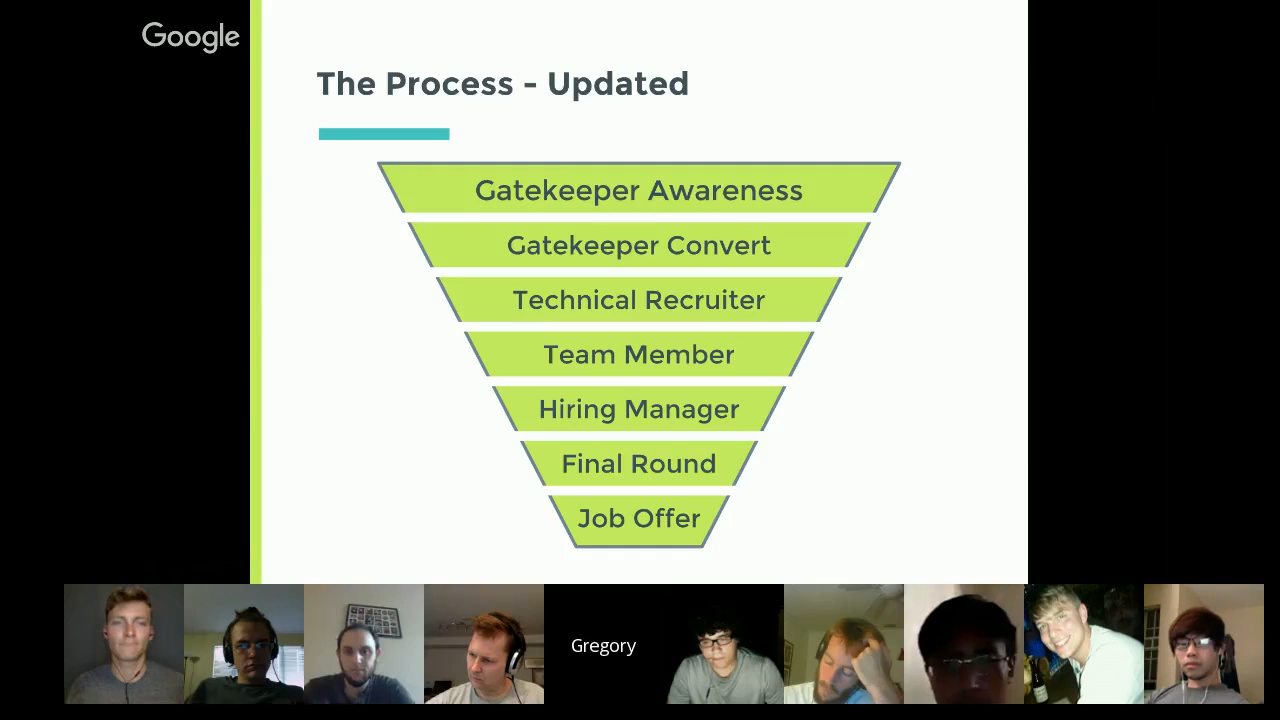 Google
The Process - Updated
Gatekeeper Awareness
Gatekeeper Convert
Technical Recruiter
Team Member
Hiring Manager
Final Round
Job Offer
Gregory